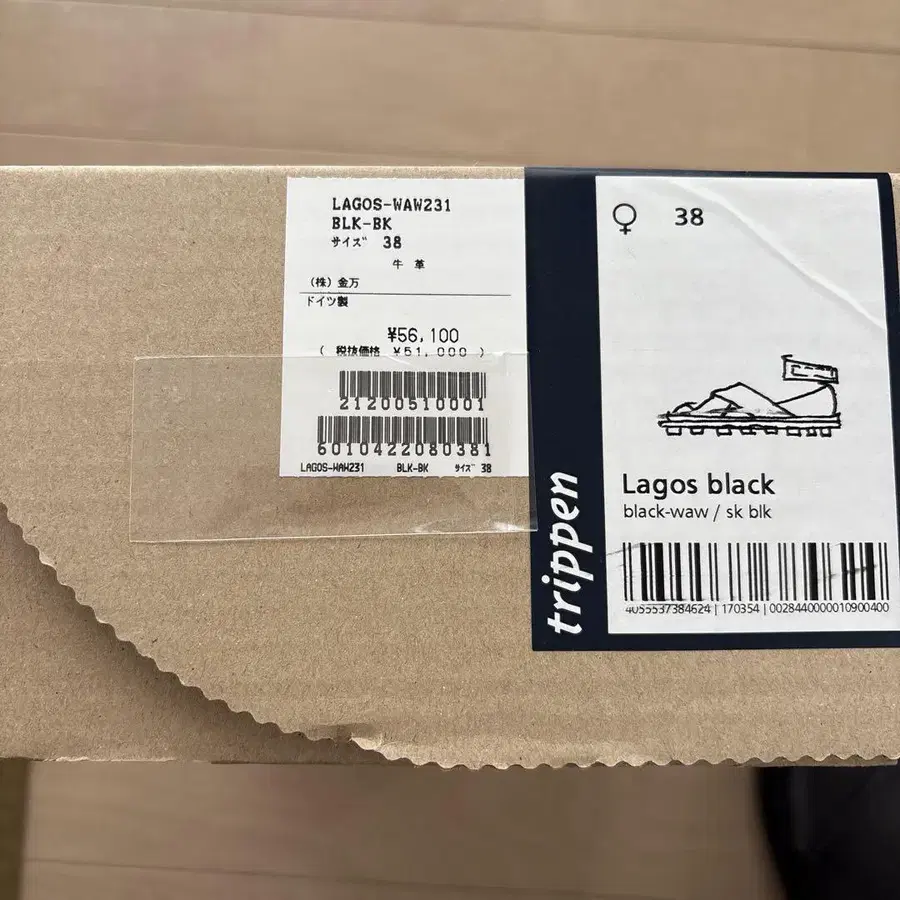 LAGOS-WAW231
BLK-BK
サイズ 38
牛 革
(株)金万
ドイツ製
¥56,100
( 税抜価格 ¥51,000 )
21200510001
6010422080381
LAGOS-WAW231 BLK-BK サイズ 38
trippen
♀ 38
Lagos black
black-waw / sk blk
4055537384624 | 170354 | 0028440000010900400